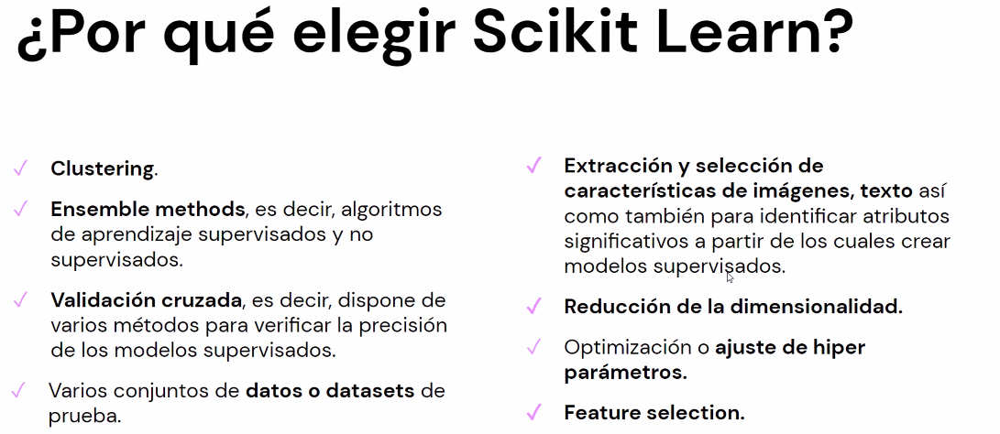 ¿Por qué elegir Scikit Learn?
Clustering.
Ensemble methods, es decir, algoritmos
de aprendizaje supervisados y no
supervisados.
Validación cruzada, es decir, dispone de
varios métodos para verificar la precisión
de los modelos supervisados.
Varios conjuntos de datos o datasets de
prueba.
Extracción y selección de
características de imágenes, texto así
como también para identificar atributos
significativos a partir de los cuales crear
modelos supervisados.
Reducción de la dimensionalidad.
Optimización o ajuste de hiper
parámetros.
Feature selection.